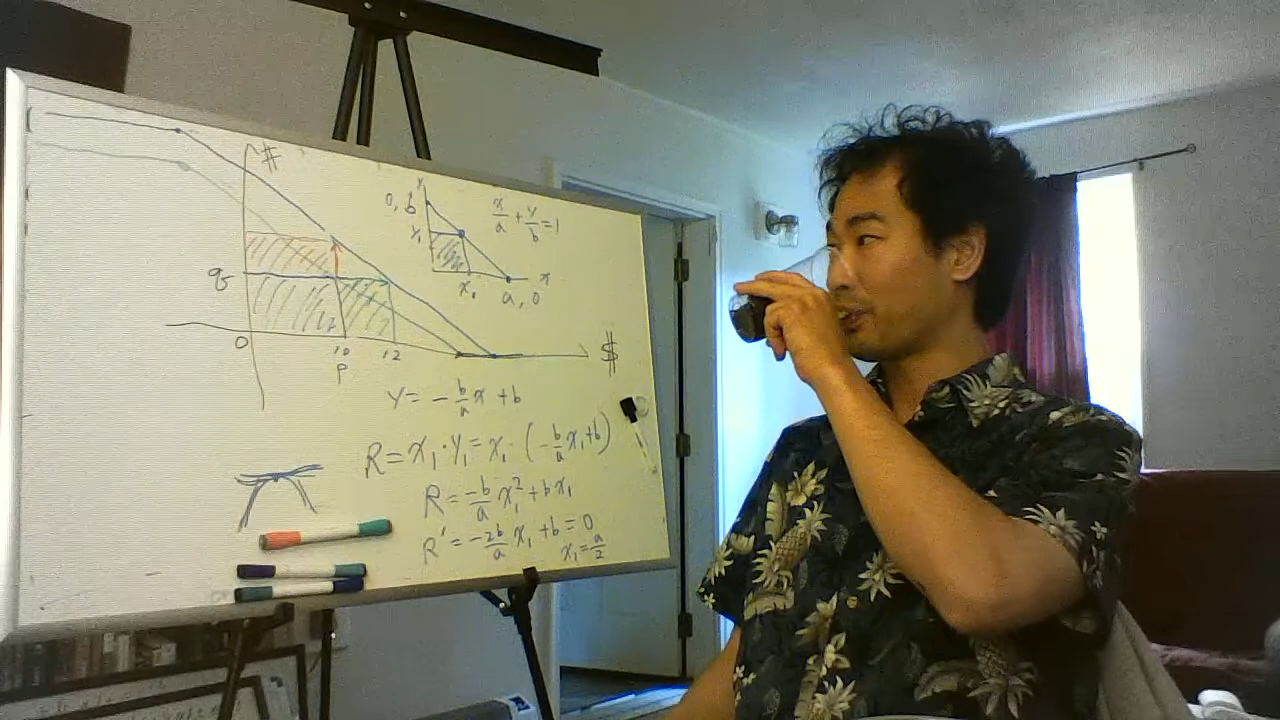 $
0, b
y
x/a + y/b = 1
y₁
q
x
x₁
a, 0
0
10
12
$
p
y = -b/a x + b
R = x₁·y₁ = x₁·(-b/a x₁+b)
R = -b/a x₁² + b x₁
R' = -2b/a x₁ + b = 0
x₁ = a/2